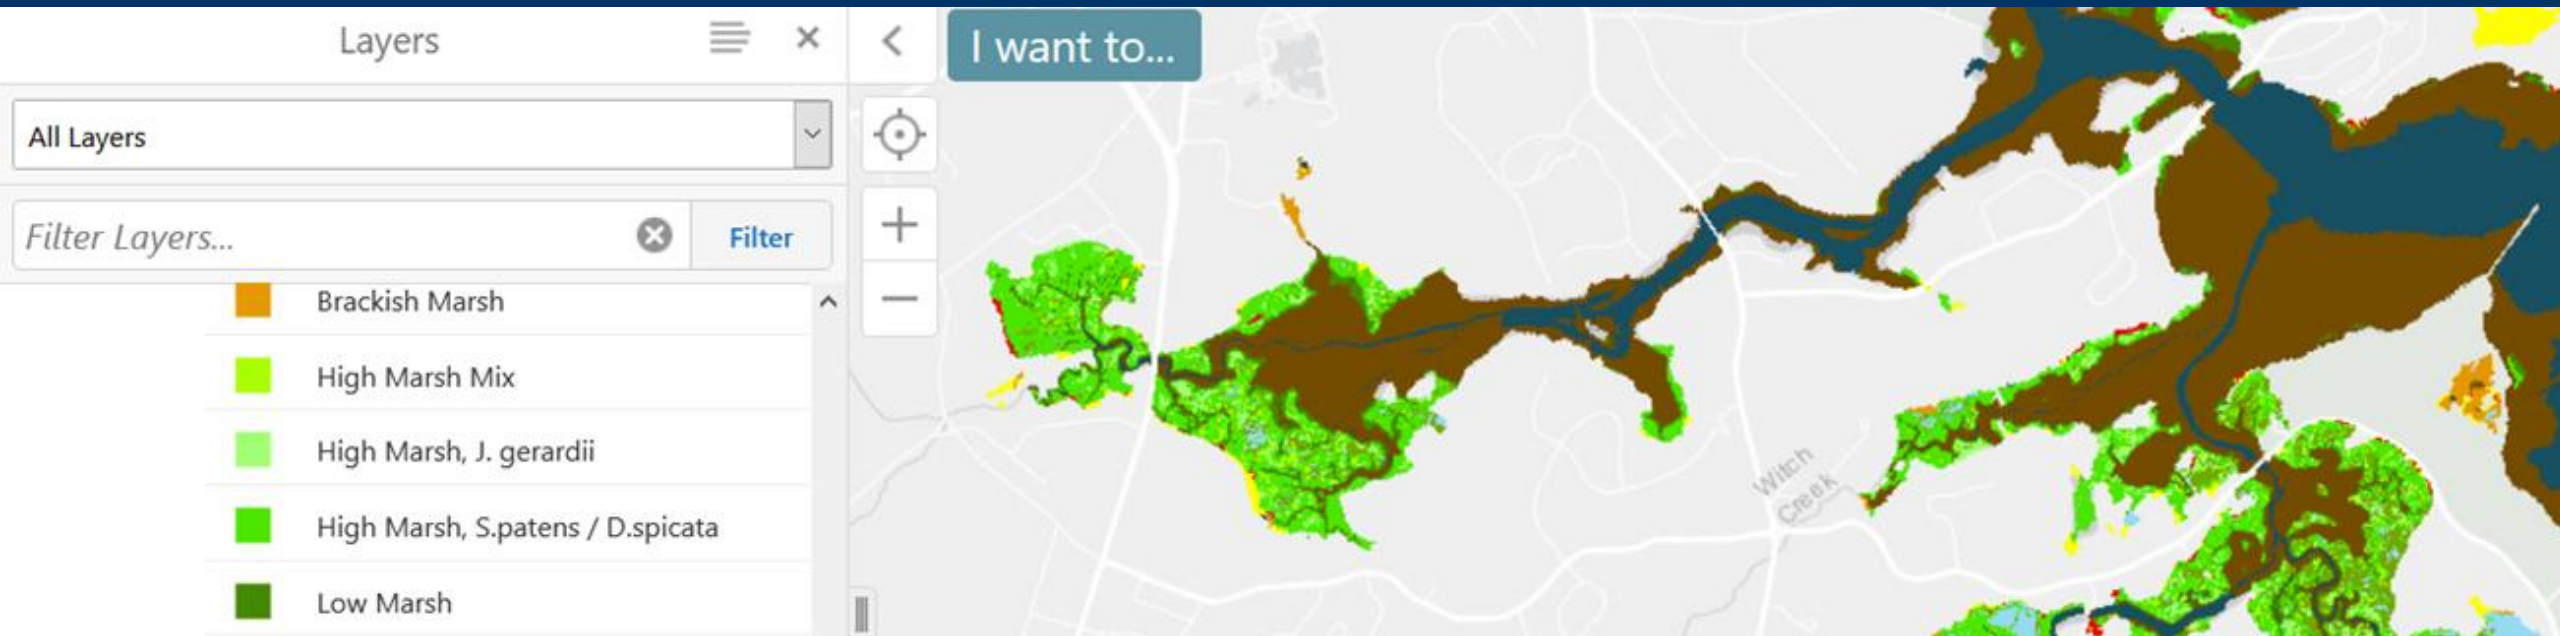 Layers
I want to...
All Layers
Filter Layers...
Filter
Brackish Marsh
High Marsh Mix
High Marsh, J. gerardii
High Marsh, S.patens / D.spicata
Low Marsh
Witch
Creek